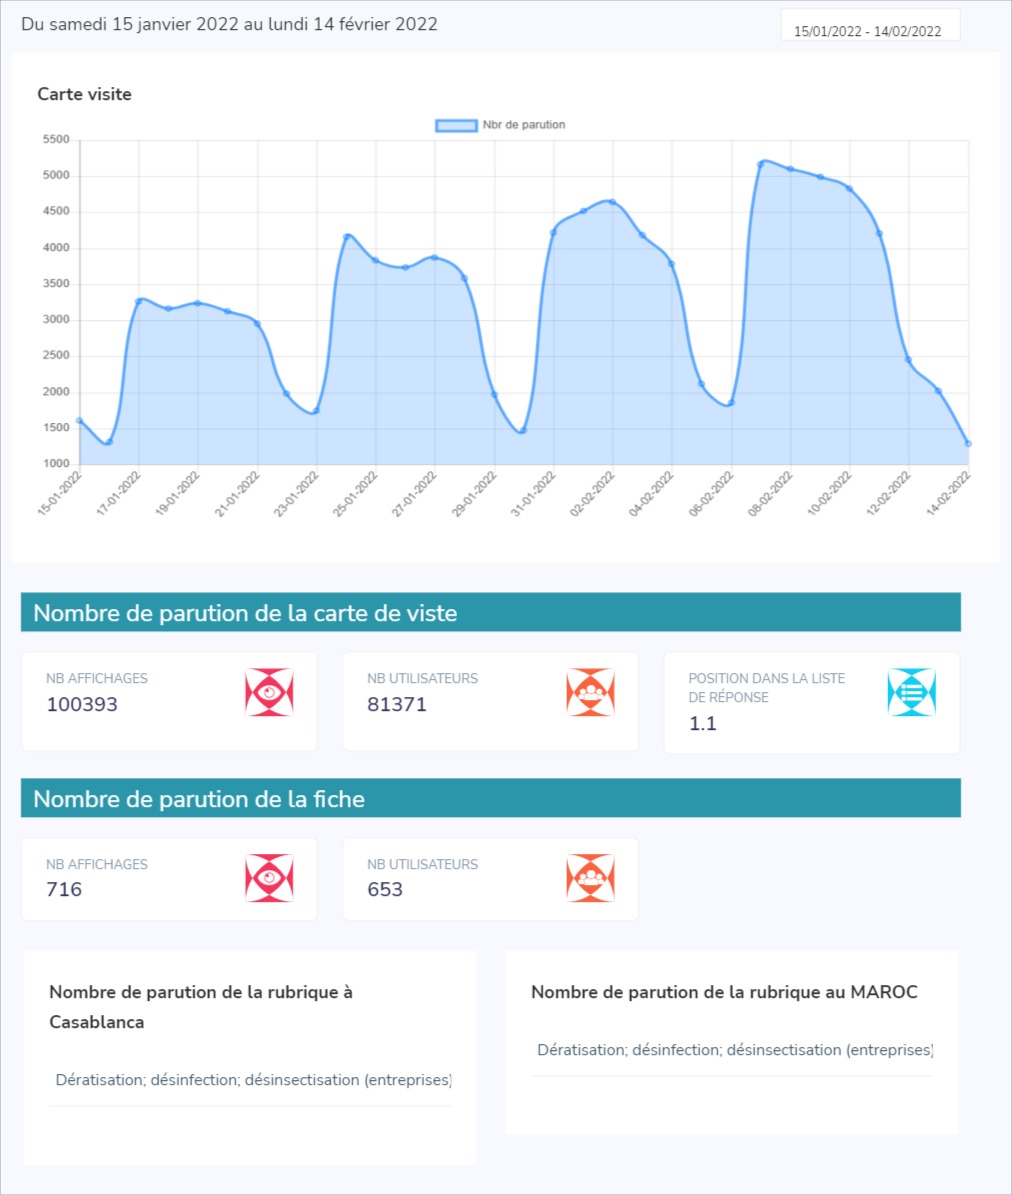 Du samedi 15 janvier 2022 au lundi 14 février 2022
15/01/2022 - 14/02/2022
Carte visite
Nbr de parution
5500
5000
4500
4000
3500
3000
2500
2000
1500
1000
15-01-2022
17-01-2022
19-01-2022
21-01-2022
23-01-2022
25-01-2022
27-01-2022
29-01-2022
31-01-2022
02-02-2022
04-02-2022
06-02-2022
08-02-2022
10-02-2022
12-02-2022
14-02-2022
Nombre de parution de la carte de viste
NB AFFICHAGES
100393
NB UTILISATEURS
81371
POSITION DANS LA LISTE
DE RÉPONSE
1.1
Nombre de parution de la fiche
NB AFFICHAGES
716
NB UTILISATEURS
653
Nombre de parution de la rubrique à
Casablanca
Dératisation; désinfection; désinsectisation (entreprises)
Nombre de parution de la rubrique au MAROC
Dératisation; désinfection; désinsectisation (entreprises)